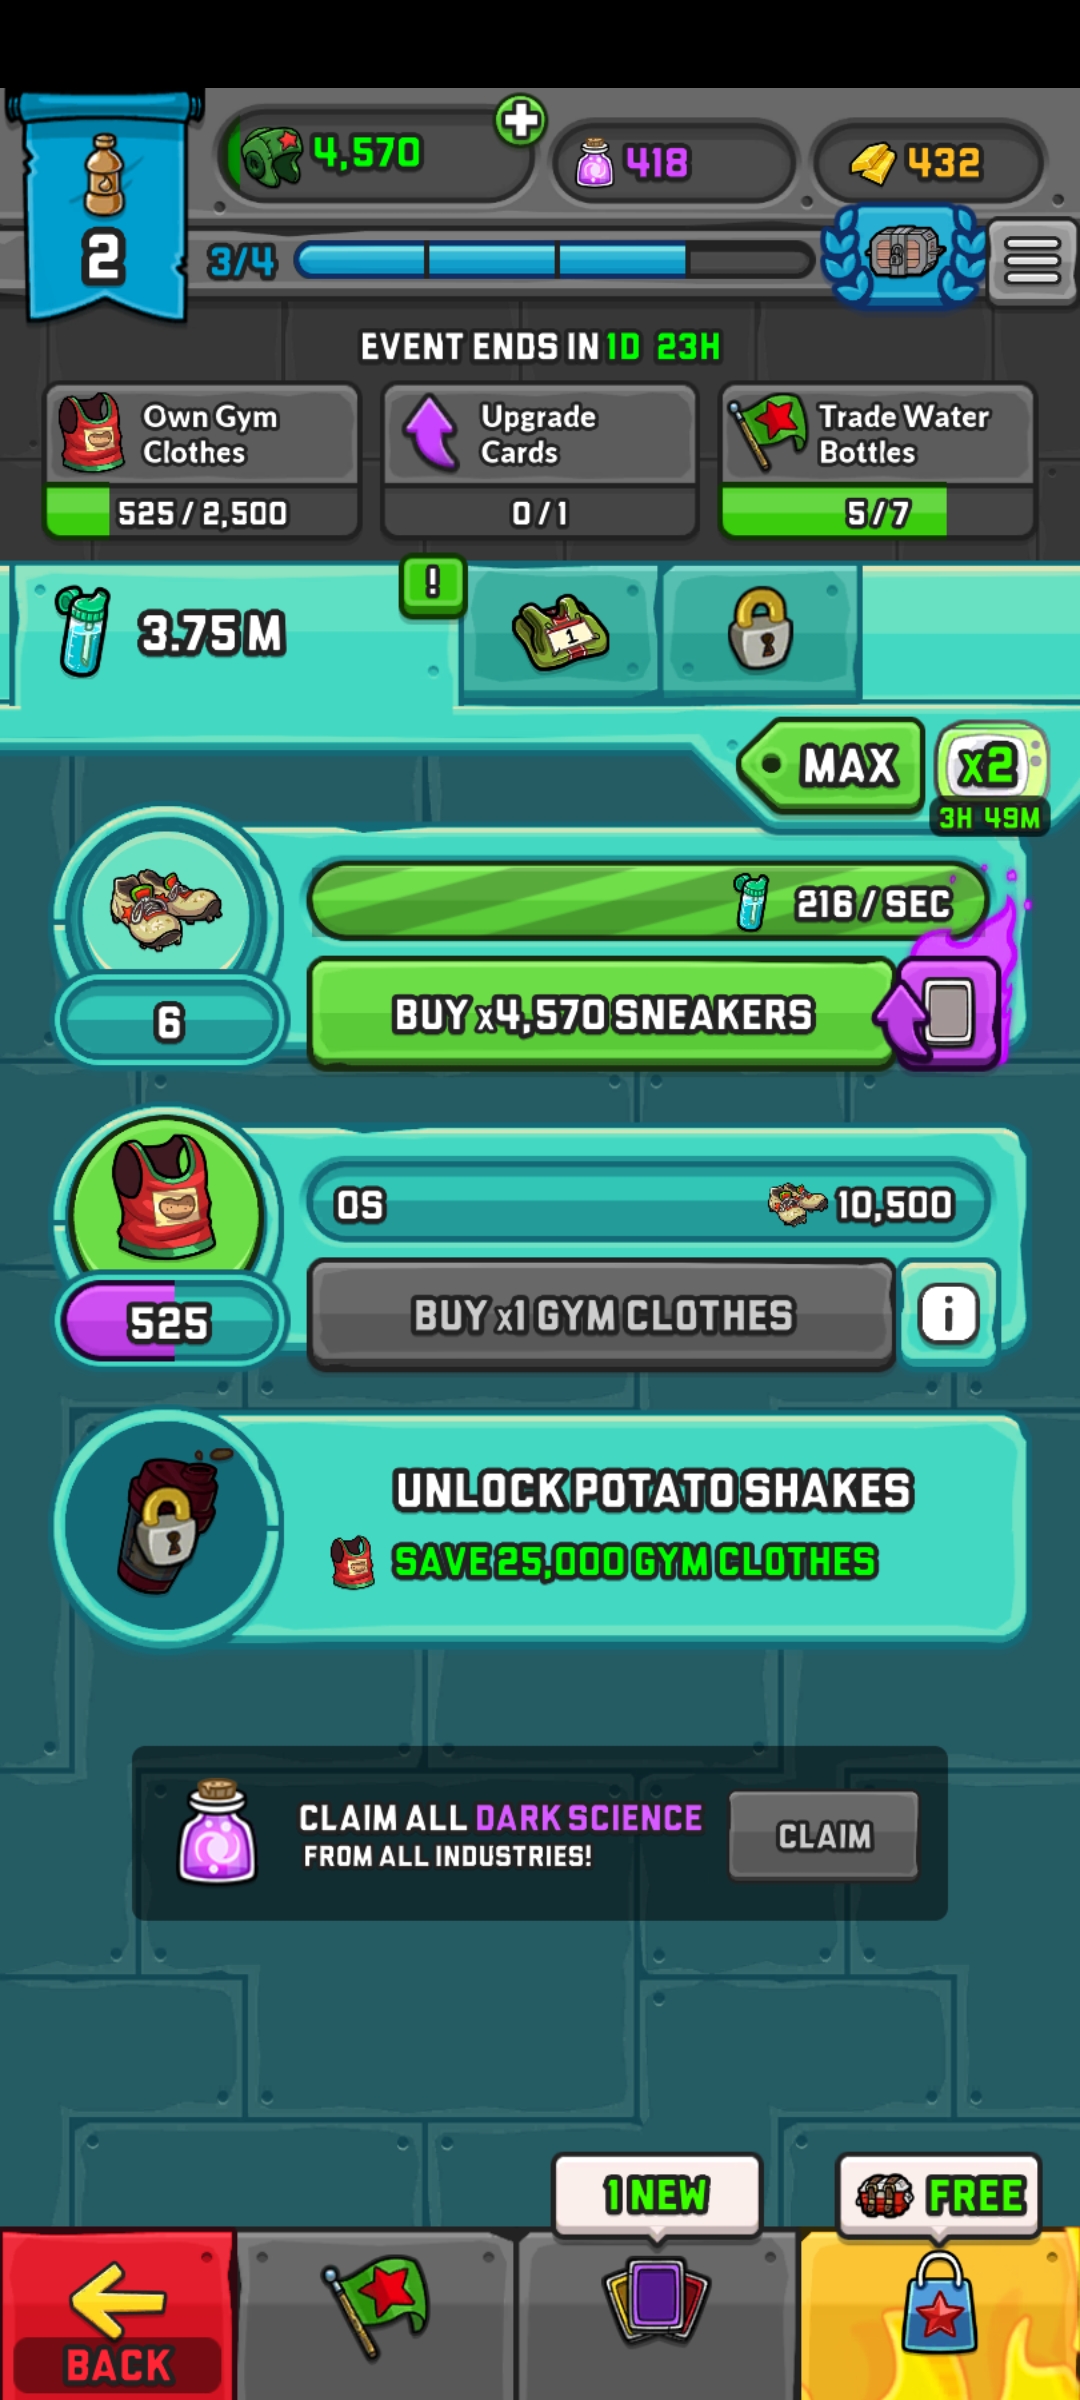 4,570
418
432
2
3/4
EVENT ENDS IN 1D 23H
Own Gym
Clothes
525 / 2,500
Upgrade
Cards
0 / 1
Trade Water
Bottles
5 / 7
3.75 M
!
1
MAX
x2
3H 49M
216 / SEC
6
BUY x4,570 SNEAKERS
0S
10,500
525
BUY x1 GYM CLOTHES
i
UNLOCK POTATO SHAKES
SAVE 25,000 GYM CLOTHES
CLAIM ALL DARK SCIENCE
FROM ALL INDUSTRIES!
CLAIM
1 NEW
FREE
BACK